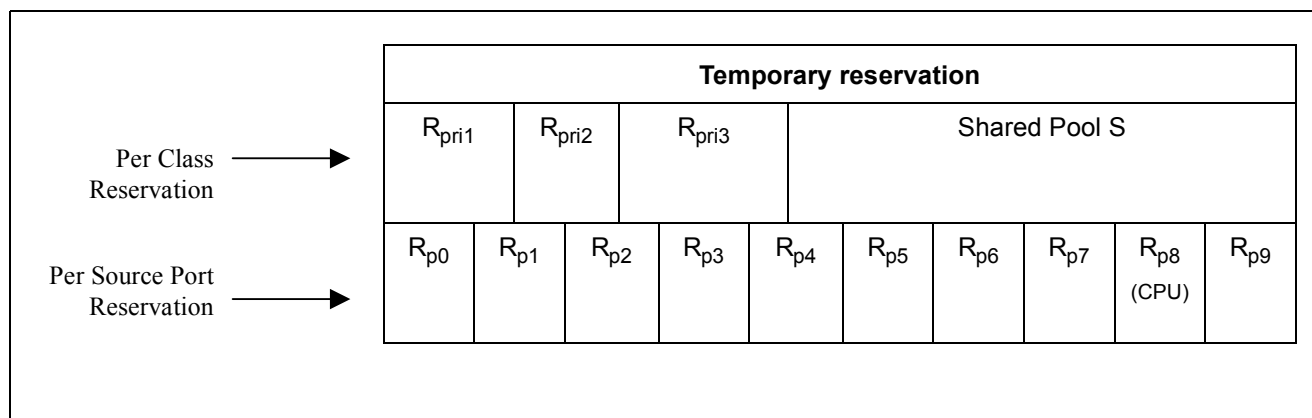 Temporary reservation
Per Class
Reservation
Rpri1 Rpri2 Rpri3 Shared Pool S
Per Source Port
Reservation
Rp0 Rp1 Rp2 Rp3 Rp4 Rp5 Rp6 Rp7 Rp8 Rp9
(CPU)